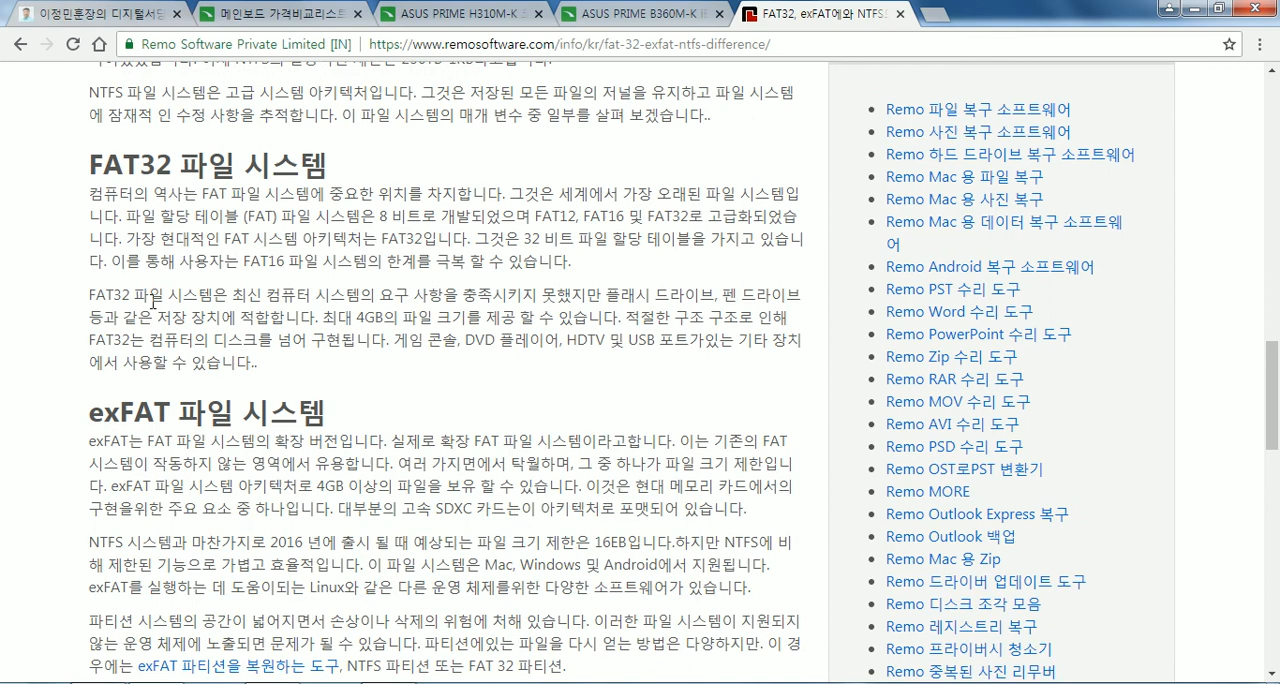 이정민훈장의 디지털서당
메인보드 가격비교리스트
ASUS PRIME H310M-K
ASUS PRIME B360M-K
FAT32, exFAT에와 NTFS
Remo Software Private Limited [IN] | https://www.remosoftware.com/info/kr/fat-32-exfat-ntfs-difference/
NTFS 파일 시스템은 고급 시스템 아키텍처입니다. 그것은 저장된 모든 파일의 저널을 유지하고 파일 시스템
에 잠재적 인 수정 사항을 추적합니다. 이 파일 시스템의 매개 변수 중 일부를 살펴 보겠습니다..
FAT32 파일 시스템
컴퓨터의 역사는 FAT 파일 시스템에 중요한 위치를 차지합니다. 그것은 세계에서 가장 오래된 파일 시스템입
니다. 파일 할당 테이블 (FAT) 파일 시스템은 8 비트로 개발되었으며 FAT12, FAT16 및 FAT32로 고급화되었습
니다. 가장 현대적인 FAT 시스템 아키텍처는 FAT32입니다. 그것은 32 비트 파일 할당 테이블을 가지고 있습니
다. 이를 통해 사용자는 FAT16 파일 시스템의 한계를 극복 할 수 있습니다.
FAT32 파일 시스템은 최신 컴퓨터 시스템의 요구 사항을 충족시키지 못했지만 플래시 드라이브, 펜 드라이브
등과 같은 저장 장치에 적합합니다. 최대 4GB의 파일 크기를 제공 할 수 있습니다. 적절한 구조 구조로 인해
FAT32는 컴퓨터의 디스크를 넘어 구현됩니다. 게임 콘솔, DVD 플레이어, HDTV 및 USB 포트가있는 기타 장치
에서 사용할 수 있습니다..
exFAT 파일 시스템
exFAT는 FAT 파일 시스템의 확장 버전입니다. 실제로 확장 FAT 파일 시스템이라고합니다. 이는 기존의 FAT
시스템이 작동하지 않는 영역에서 유용합니다. 여러 가지면에서 탁월하며, 그 중 하나가 파일 크기 제한입니
다. exFAT 파일 시스템 아키텍처로 4GB 이상의 파일을 보유 할 수 있습니다. 이것은 현대 메모리 카드에서의
구현을위한 주요 요소 중 하나입니다. 대부분의 고속 SDXC 카드는이 아키텍처로 포맷되어 있습니다.
NTFS 시스템과 마찬가지로 2016 년에 출시 될 때 예상되는 파일 크기 제한은 16EB입니다.하지만 NTFS에 비
해 제한된 기능으로 가볍고 효율적입니다. 이 파일 시스템은 Mac, Windows 및 Android에서 지원됩니다.
exFAT를 실행하는 데 도움이되는 Linux와 같은 다른 운영 체제를위한 다양한 소프트웨어가 있습니다.
파티션 시스템의 공간이 넓어지면서 손상이나 삭제의 위험에 처해 있습니다. 이러한 파일 시스템이 지원되지
않는 운영 체제에 노출되면 문제가 될 수 있습니다. 파티션에있는 파일을 다시 얻는 방법은 다양하지만. 이 경
우에는 exFAT 파티션을 복원하는 도구, NTFS 파티션 또는 FAT 32 파티션.
Remo 파일 복구 소프트웨어
Remo 사진 복구 소프트웨어
Remo 하드 드라이브 복구 소프트웨어
Remo Mac 용 파일 복구
Remo Mac 용 사진 복구
Remo Mac 용 데이터 복구 소프트웨
어
Remo Android 복구 소프트웨어
Remo PST 수리 도구
Remo Word 수리 도구
Remo PowerPoint 수리 도구
Remo Zip 수리 도구
Remo RAR 수리 도구
Remo MOV 수리 도구
Remo AVI 수리 도구
Remo PSD 수리 도구
Remo OST로PST 변환기
Remo MORE
Remo Outlook Express 복구
Remo Outlook 백업
Remo Mac 용 Zip
Remo 드라이버 업데이트 도구
Remo 디스크 조각 모음
Remo 레지스트리 복구
Remo 프라이버시 청소기
Remo 중복된 사진 리무버